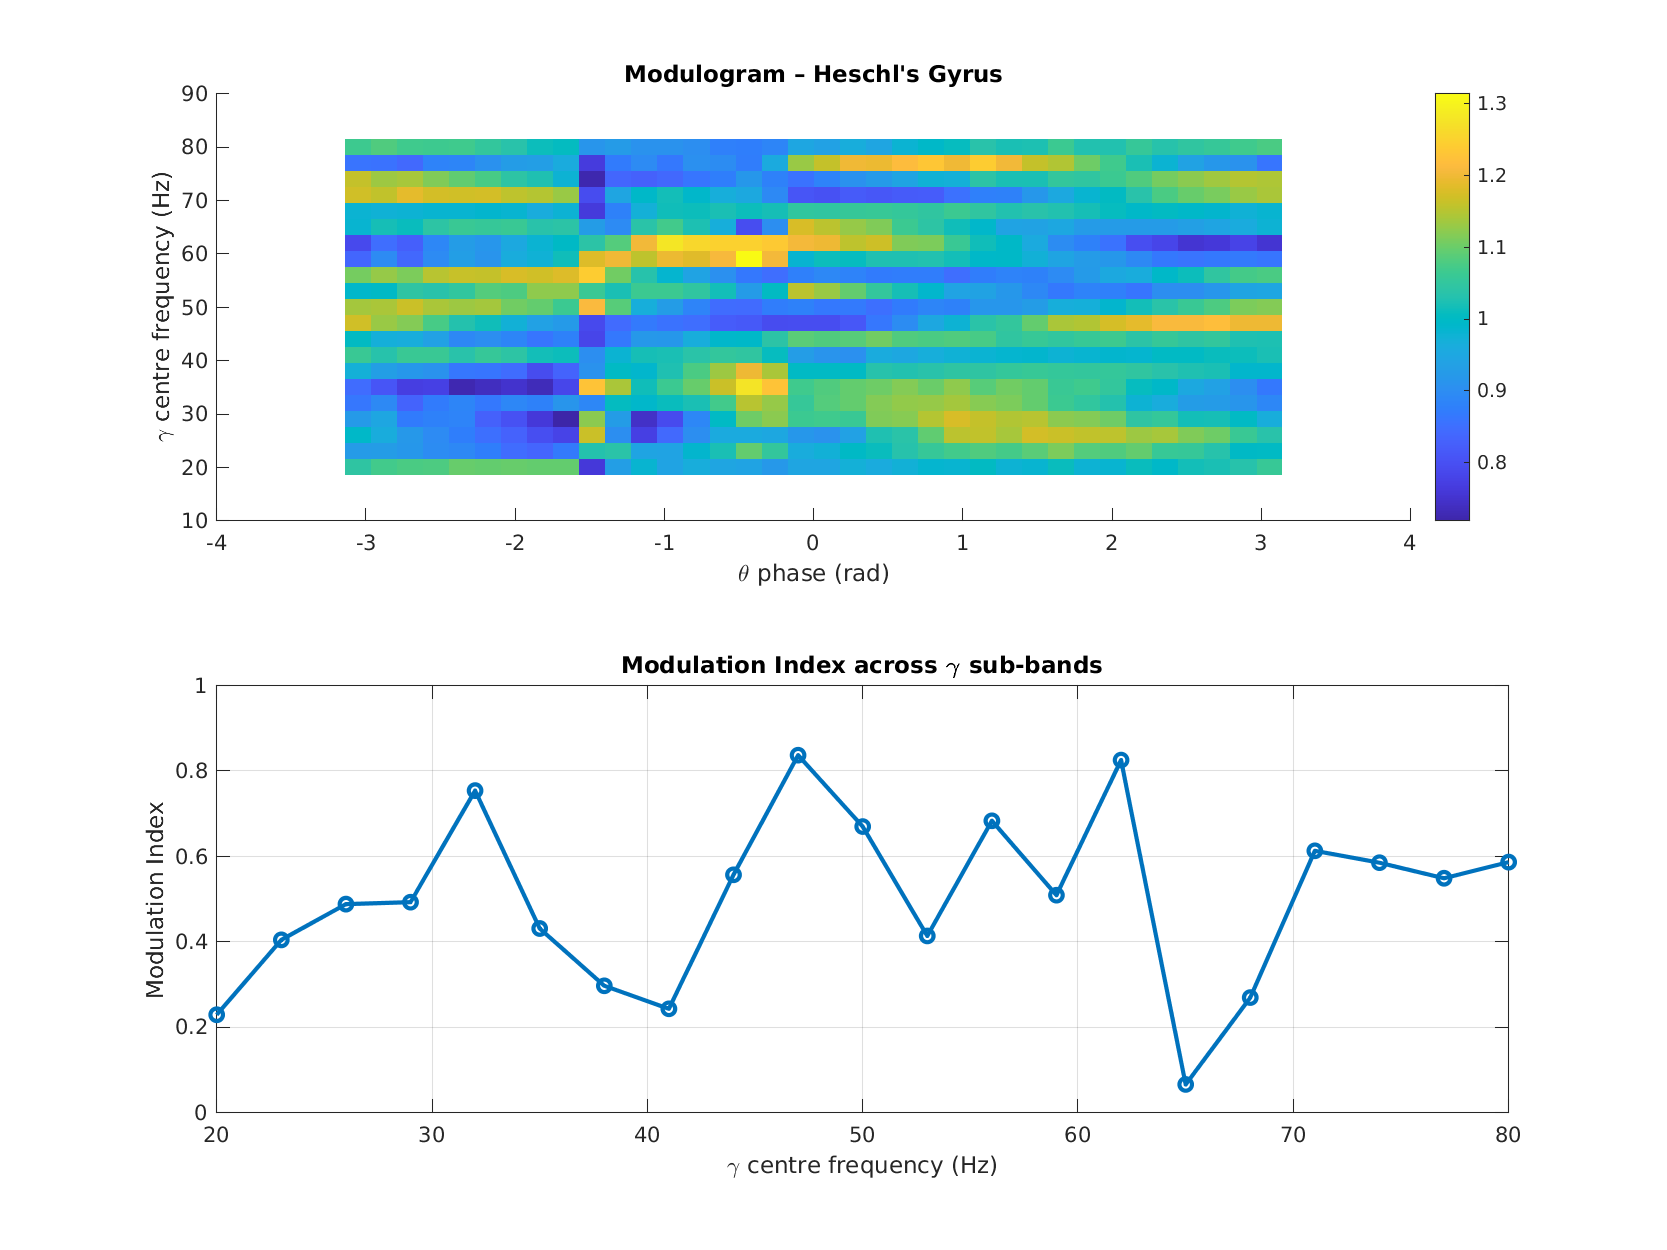 Modulogram – Heschl's Gyrus
γ centre frequency (Hz)
90
80
70
60
50
40
30
20
10
-4 -3 -2 -1 0 1 2 3 4
θ phase (rad)
1.3
1.2
1.1
1
0.9
0.8
Modulation Index across γ sub-bands
Modulation Index
1
0.8
0.6
0.4
0.2
0
20 30 40 50 60 70 80
γ centre frequency (Hz)